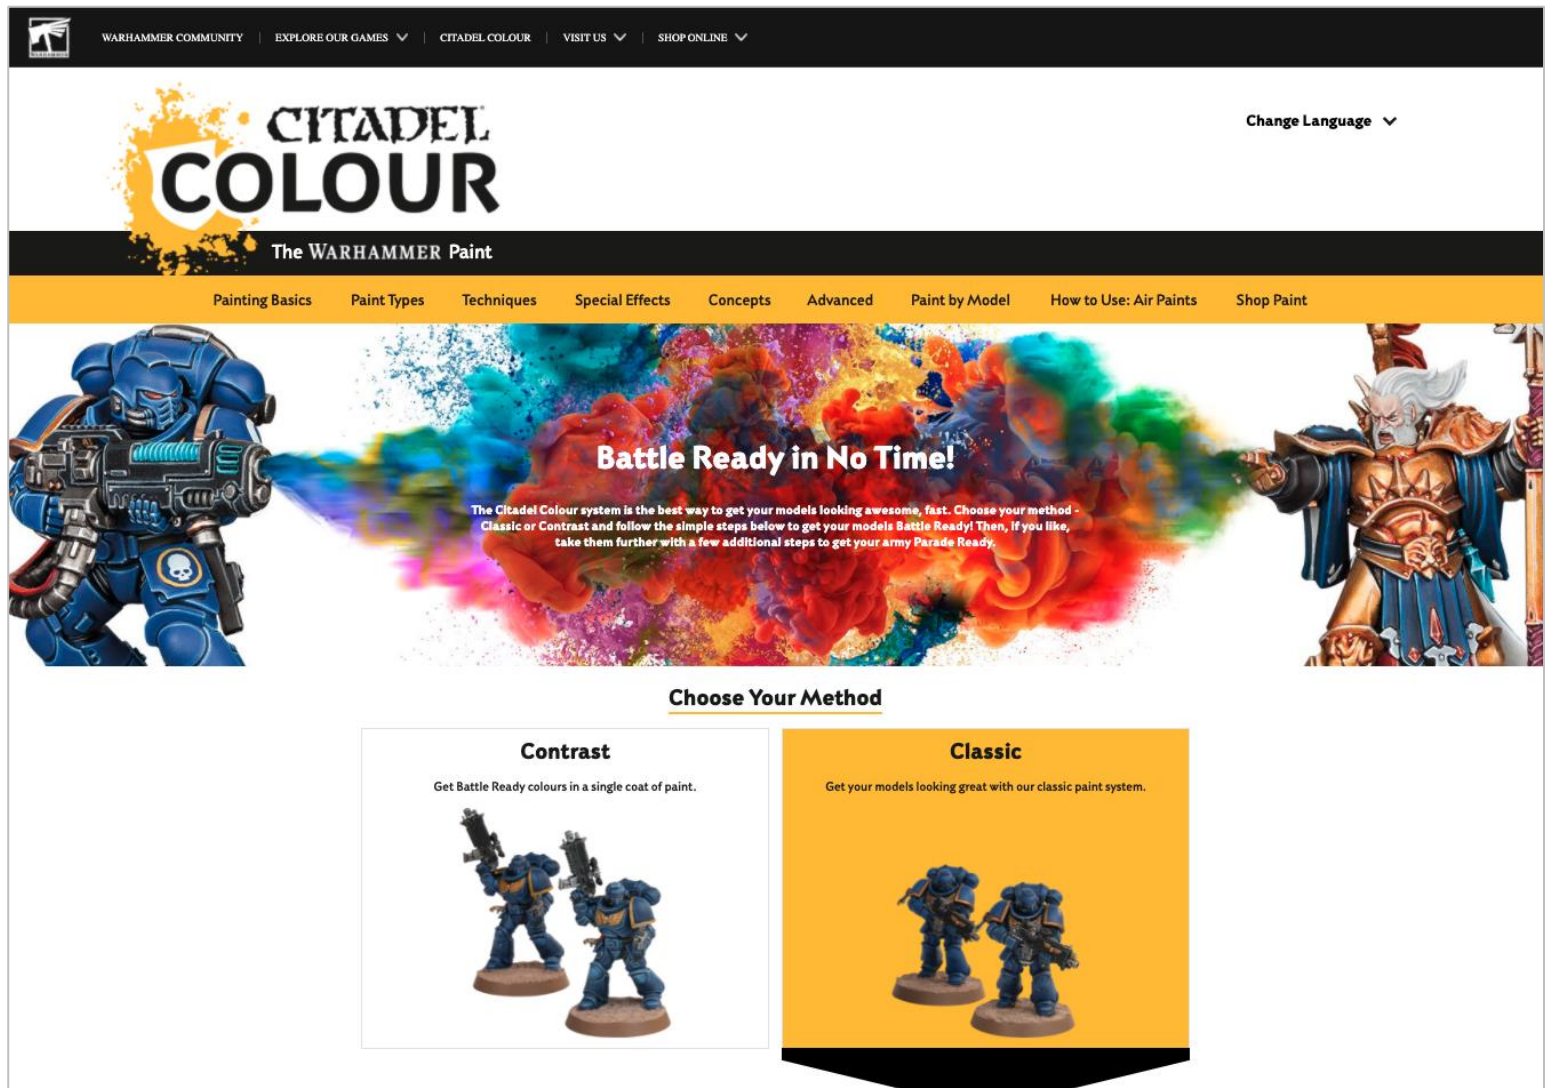 WARHAMMER COMMUNITY | EXPLORE OUR GAMES | CITADEL COLOUR | VISIT US | SHOP ONLINE
WARHAMMER
CITADEL
COLOUR
Change Language
The WARHAMMER Paint
Painting Basics Paint Types Techniques Special Effects Concepts Advanced Paint by Model How to Use: Air Paints Shop Paint
Battle Ready in No Time!
The Citadel Colour system is the best way to get your models looking awesome, fast. Choose your method -
Classic or Contrast and follow the simple steps below to get your models Battle Ready! Then, if you like,
take them further with a few additional steps to get your army Parade Ready.
Choose Your Method
Contrast
Get Battle Ready colours in a single coat of paint.
Classic
Get your models looking great with our classic paint system.